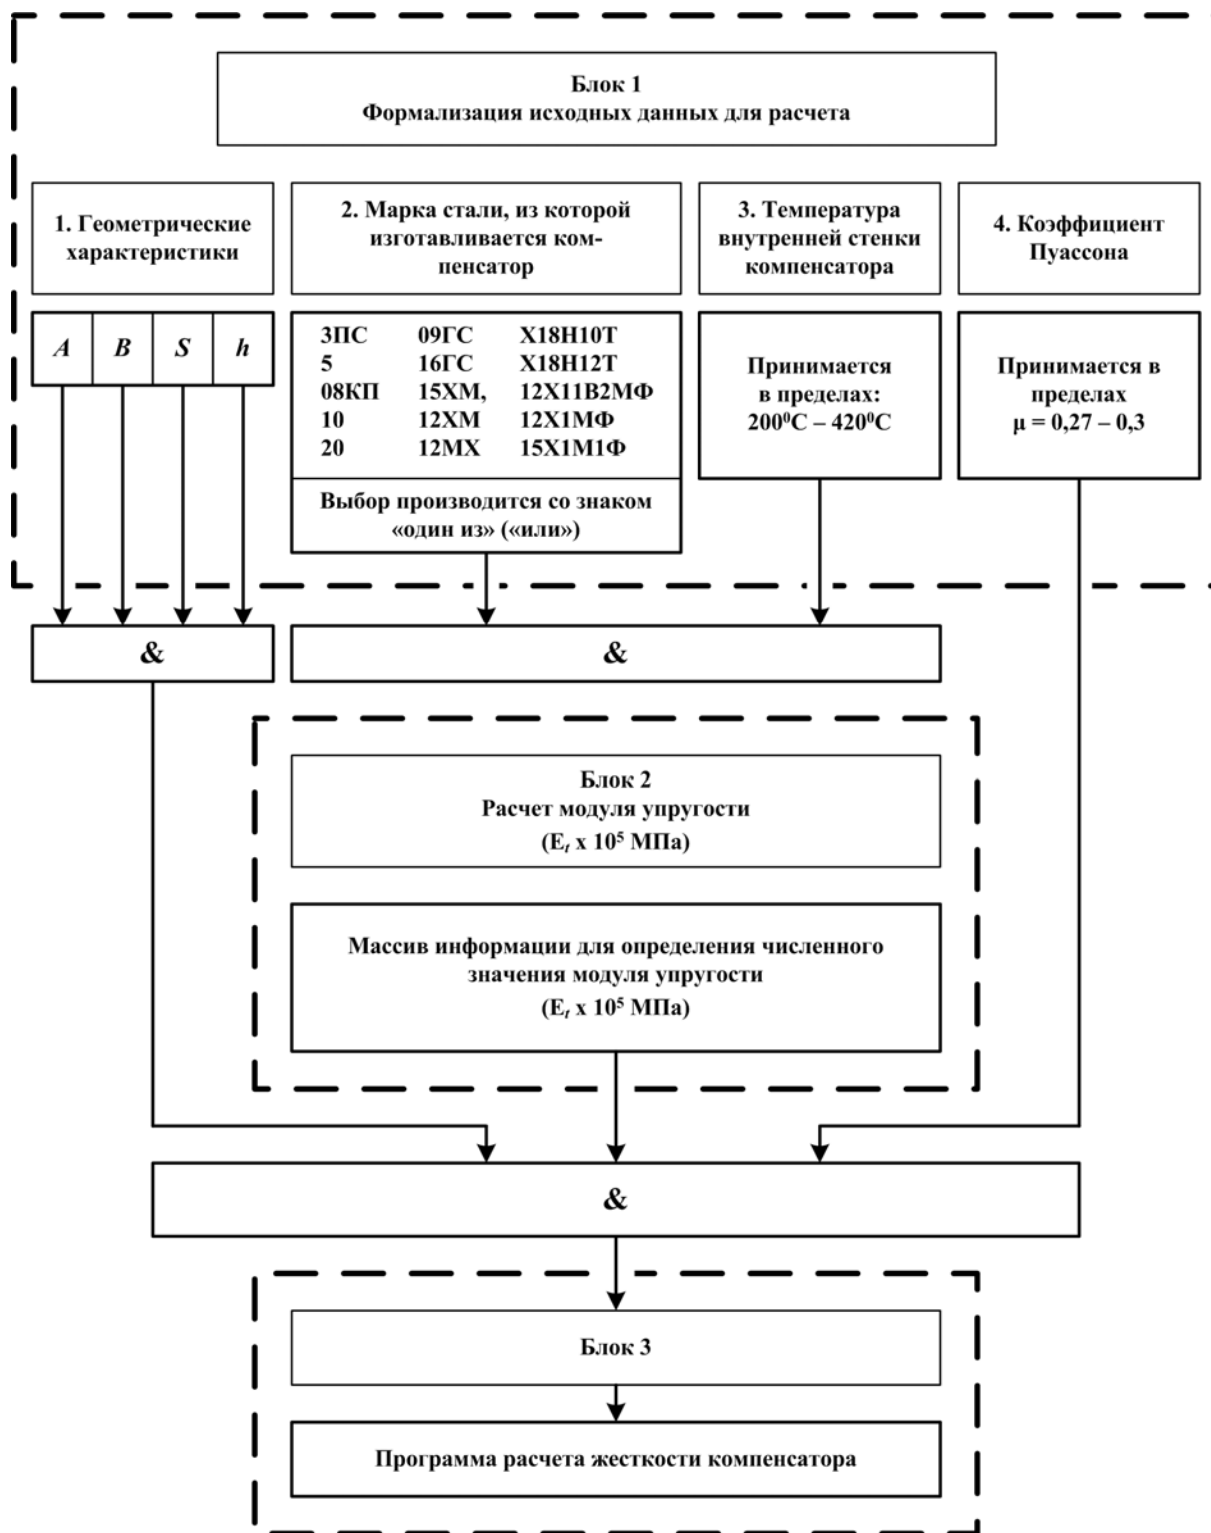 Блок 1
Формализация исходных данных для расчета
1. Геометрические
характеристики
2. Марка стали, из которой
изготавливается ком-
пенсатор
3. Температура
внутренней стенки
компенсатора
4. Коэффициент
Пуассона
A B S h
3ПС 09ГС Х18Н10Т
5 16ГС Х18Н12Т
08КП 15ХМ, 12Х11В2МФ
10 12ХМ 12Х1МФ
20 12МХ 15Х1М1Ф
Выбор производится со знаком
«один из» («или»)
Принимается
в пределах:
200⁰С – 420⁰С
Принимается в
пределах
μ = 0,27 – 0,3
&
&
Блок 2
Расчет модуля упругости
(Eₜ x 10⁵ МПа)
Массив информации для определения численного
значения модуля упругости
(Eₜ x 10⁵ МПа)
&
Блок 3
Программа расчета жесткости компенсатора